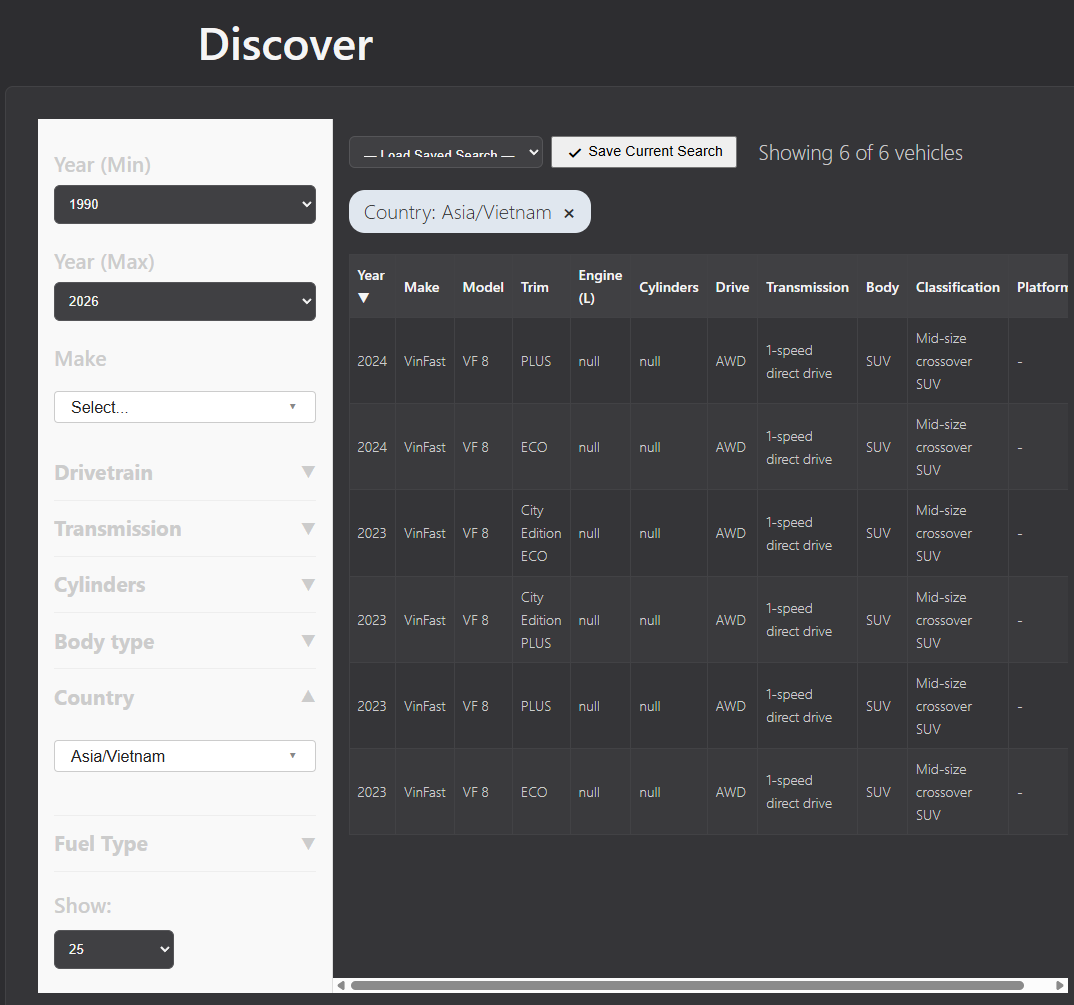 Discover
Year (Min)
1990
Year (Max)
2026
Make
Select...
Drivetrain
Transmission
Cylinders
Body type
Country
Asia/Vietnam
Fuel Type
Show:
25
— Load Saved Search —
Save Current Search
Showing 6 of 6 vehicles
Country: Asia/Vietnam ×
Year ▼ Make Model Trim Engine (L) Cylinders Drive Transmission Body Classification Platform
2024 VinFast VF 8 PLUS null null AWD 1-speed direct drive SUV Mid-size crossover SUV -
2024 VinFast VF 8 ECO null null AWD 1-speed direct drive SUV Mid-size crossover SUV -
2023 VinFast VF 8 City Edition ECO null null AWD 1-speed direct drive SUV Mid-size crossover SUV -
2023 VinFast VF 8 City Edition PLUS null null AWD 1-speed direct drive SUV Mid-size crossover SUV -
2023 VinFast VF 8 PLUS null null AWD 1-speed direct drive SUV Mid-size crossover SUV -
2023 VinFast VF 8 ECO null null AWD 1-speed direct drive SUV Mid-size crossover SUV -